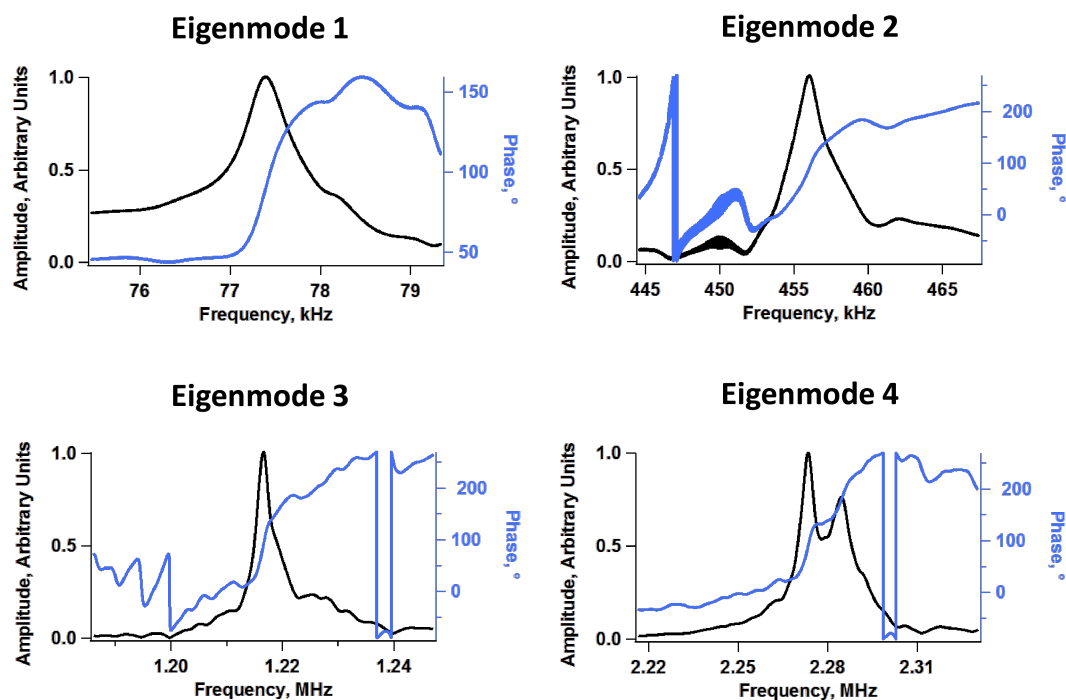 Eigenmode 1
Amplitude, Arbitrary Units
1.0
0.5
0.0
76
77
78
79
Frequency, kHz
150
100
50
Phase, °
Eigenmode 2
Amplitude, Arbitrary Units
1.0
0.5
0.0
445
450
455
460
465
Frequency, kHz
200
100
0
Phase, °
Eigenmode 3
Amplitude, Arbitrary Units
1.0
0.5
0.0
1.20
1.22
1.24
Frequency, MHz
200
100
0
Phase, °
Eigenmode 4
Amplitude, Arbitrary Units
1.0
0.5
0.0
2.22
2.25
2.28
2.31
Frequency, MHz
200
100
0
Phase, °